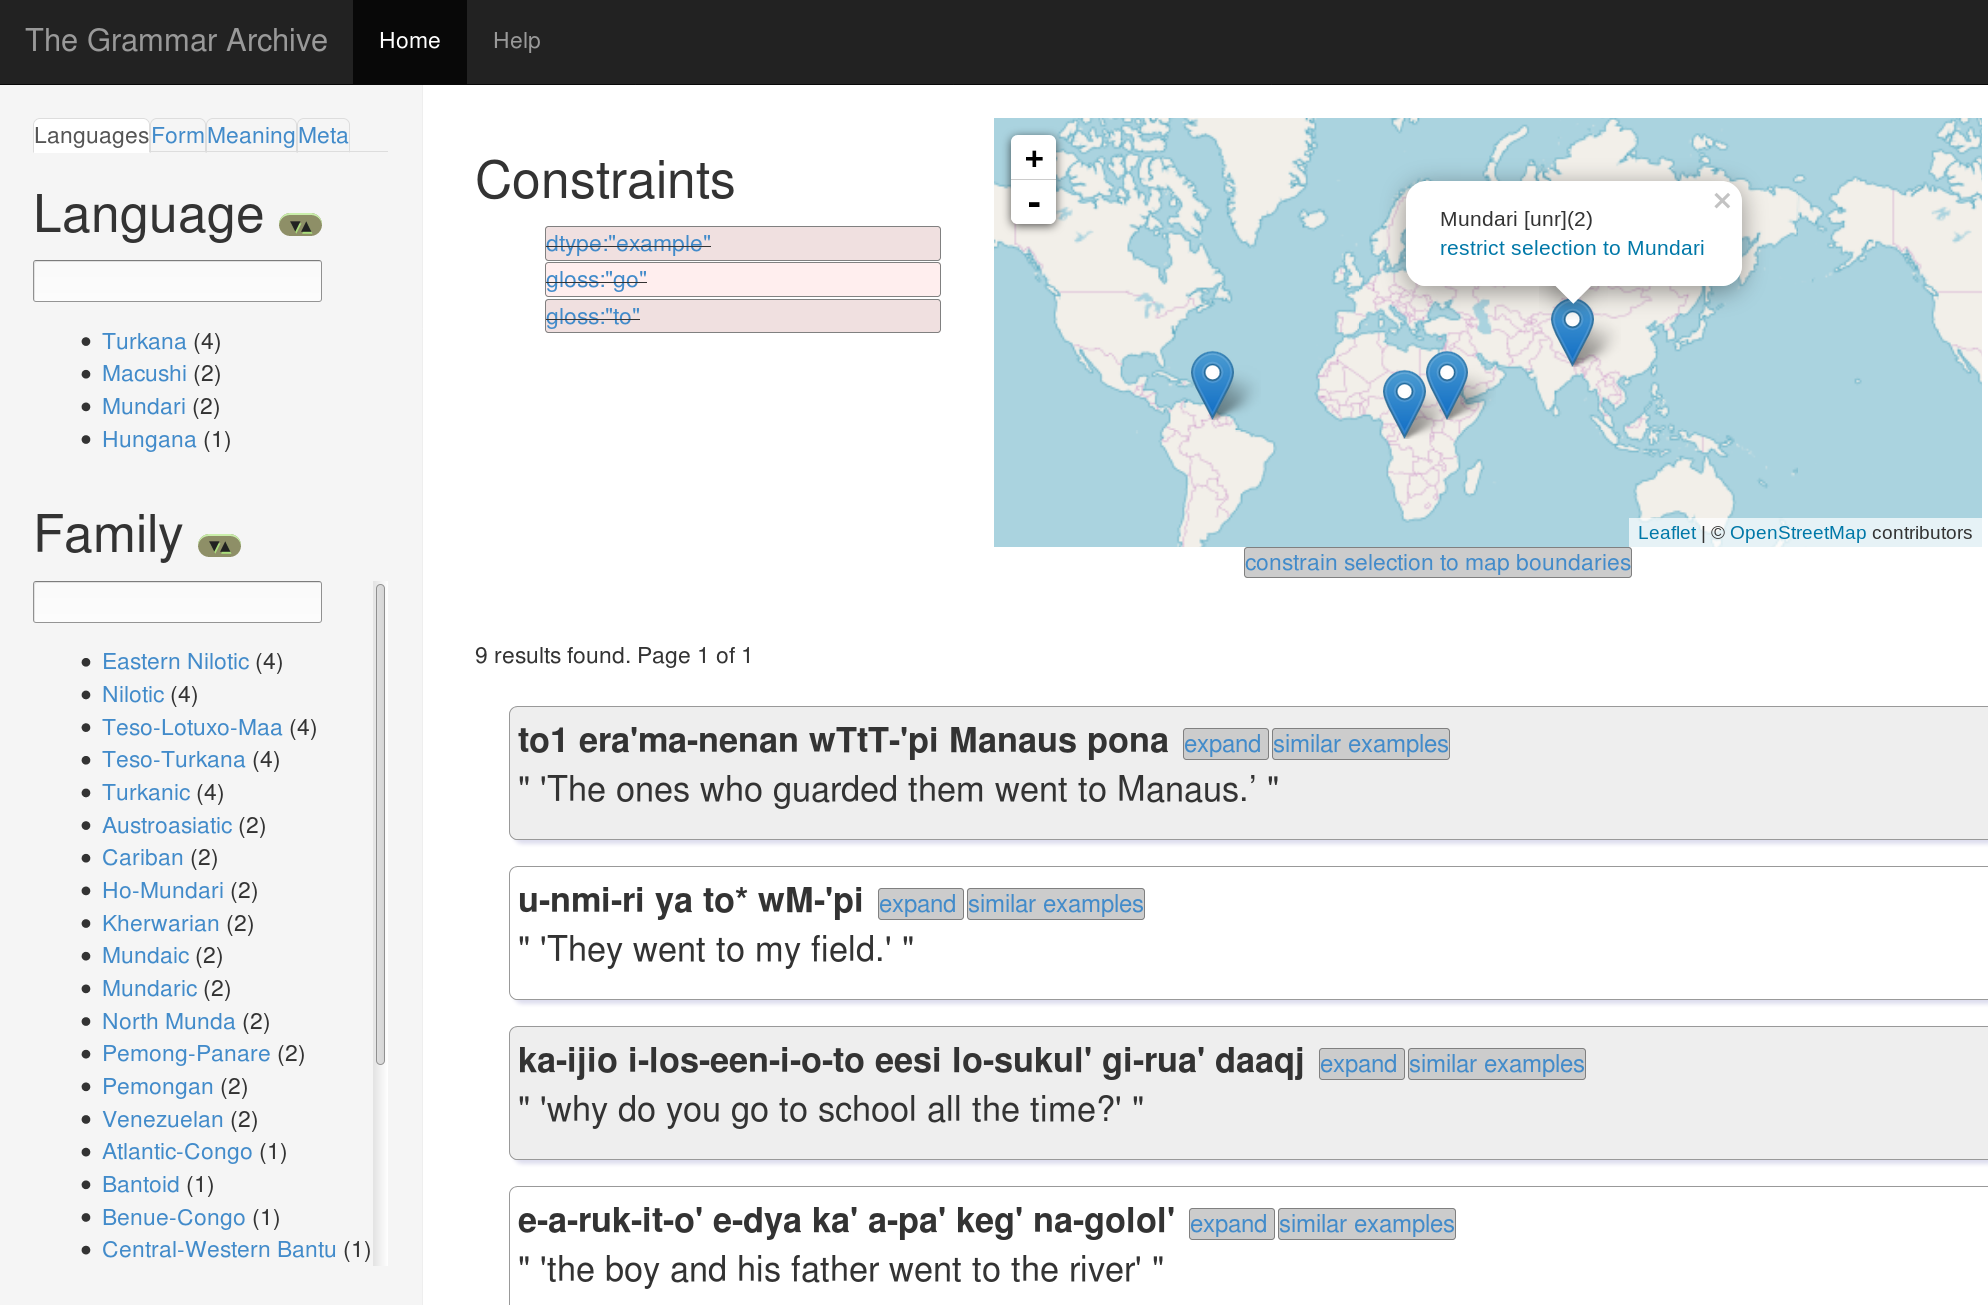 The Grammar Archive Home Help
Languages Form Meaning Meta
Language ▼▲
Turkana (4)
Macushi (2)
Mundari (2)
Hungana (1)
Family ▼▲
Eastern Nilotic (4)
Nilotic (4)
Teso-Lotuxo-Maa (4)
Teso-Turkana (4)
Turkanic (4)
Austroasiatic (2)
Cariban (2)
Ho-Mundari (2)
Kherwarian (2)
Mundaic (2)
Mundaric (2)
North Munda (2)
Pemong-Panare (2)
Pemongan (2)
Venezuelan (2)
Atlantic-Congo (1)
Bantoid (1)
Benue-Congo (1)
Central-Western Bantu (1)
Constraints
dtype:"example"
gloss:"go"
gloss:"to"
+
-
Mundari [unr](2)
×
restrict selection to Mundari
Leaflet | © OpenStreetMap contributors
constrain selection to map boundaries
9 results found. Page 1 of 1
to1 era'ma-nenan wTtT-'pi Manaus pona expand similar examples
" 'The ones who guarded them went to Manaus.’ "
u-nmi-ri ya to* wM-'pi expand similar examples
" 'They went to my field.' "
ka-ijio i-los-een-i-o-to eesi lo-sukul' gi-rua' daaqj expand similar examples
" 'why do you go to school all the time?' "
e-a-ruk-it-o' e-dya ka' a-pa' keg' na-golol' expand similar examples
" 'the boy and his father went to the river' "